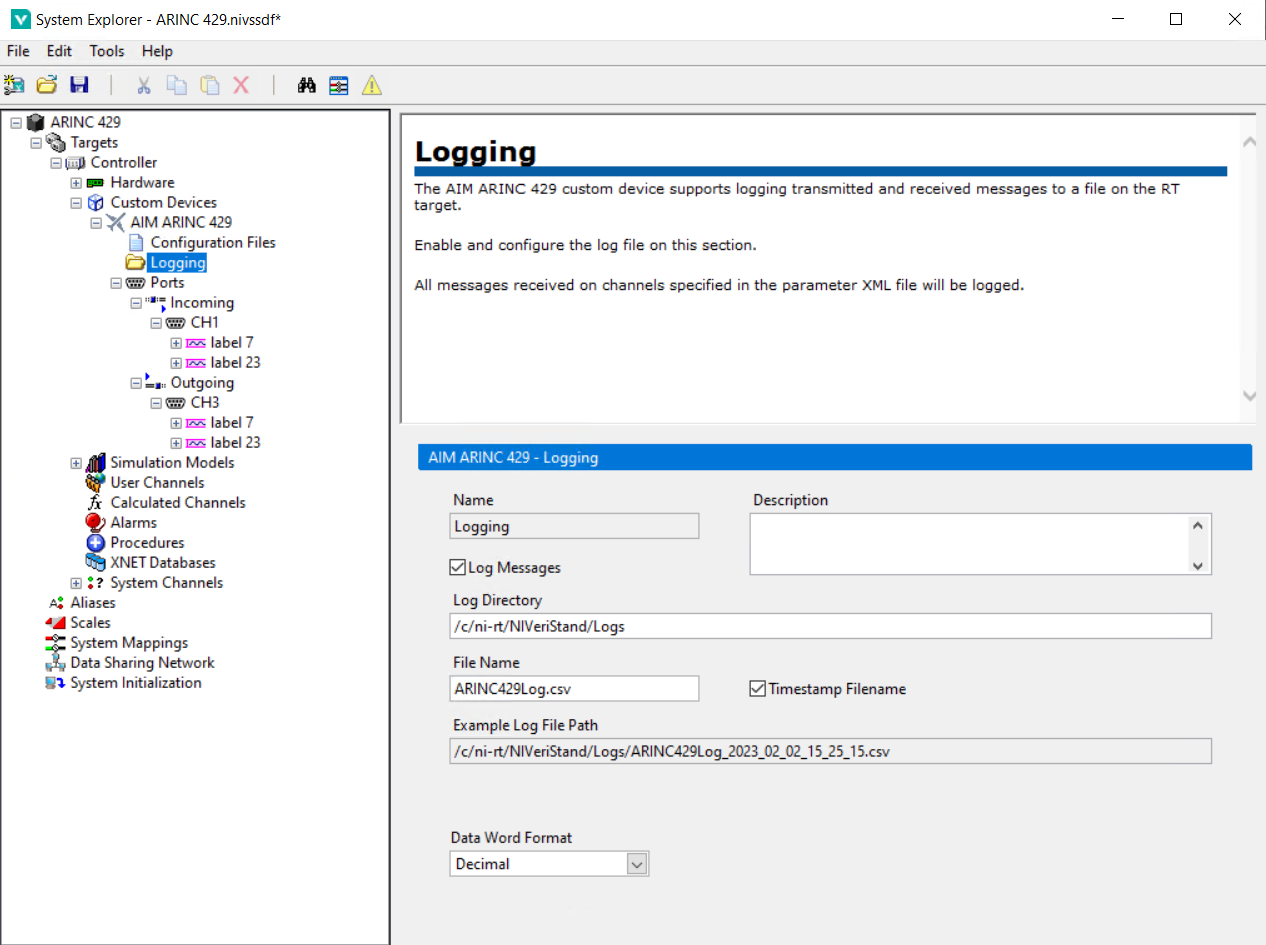 System Explorer - ARINC 429.nivssdf*
File Edit Tools Help
ARINC 429
Targets
Controller
Hardware
Custom Devices
AIM ARINC 429
Configuration Files
Logging
Ports
Incoming
CH1
label 7
label 23
Outgoing
CH3
label 7
label 23
Simulation Models
User Channels
fx Calculated Channels
Alarms
Procedures
XNET Databases
? System Channels
Aliases
Scales
System Mappings
Data Sharing Network
System Initialization
Logging
The AIM ARINC 429 custom device supports logging transmitted and received messages to a file on the RT
target.
Enable and configure the log file on this section.
All messages received on channels specified in the parameter XML file will be logged.
AIM ARINC 429 - Logging
Name
Logging
Description
Log Messages
Log Directory
/c/ni-rt/NIVeriStand/Logs
File Name
ARINC429Log.csv
Timestamp Filename
Example Log File Path
/c/ni-rt/NIVeriStand/Logs/ARINC429Log_2023_02_02_15_25_15.csv
Data Word Format
Decimal